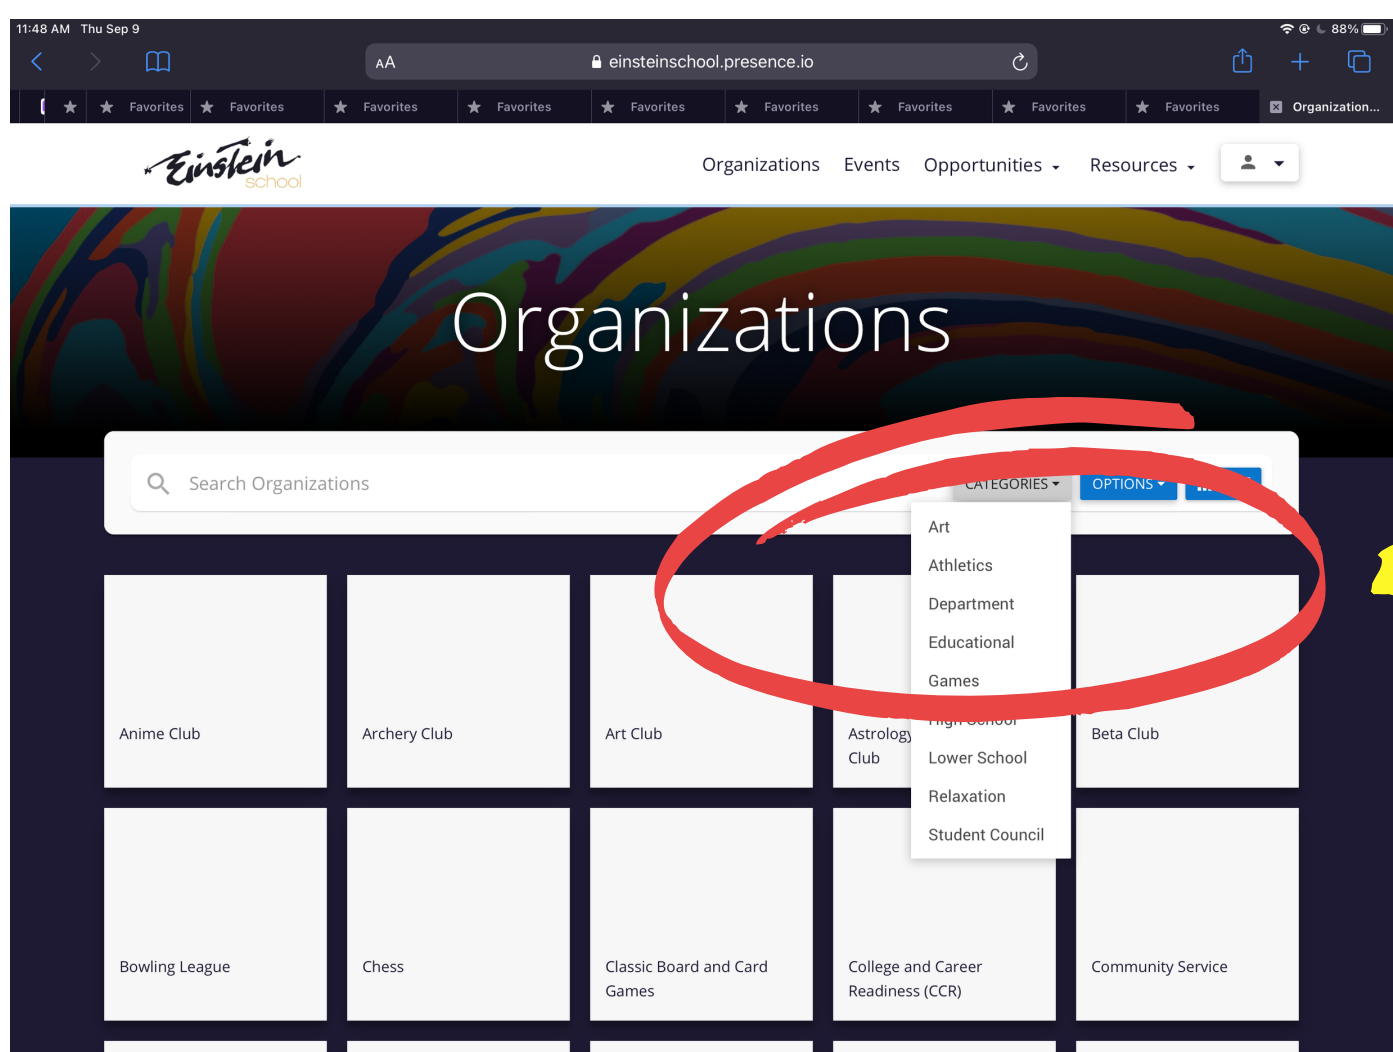 11:48 AM Thu Sep 9
88%
AA
einsteinschool.presence.io
Favorites Favorites Favorites Favorites Favorites Favorites Favorites Favorites Favorites Organization...
Einstein
school
Organizations Events Opportunities Resources
Organizations
Search Organizations
CATEGORIES OPTIONS
Art
Athletics
Department
Educational
Games
High School
Lower School
Relaxation
Student Council
Anime Club
Archery Club
Art Club
Astrology
Club
Beta Club
Bowling League
Chess
Classic Board and Card
Games
College and Career
Readiness (CCR)
Community Service